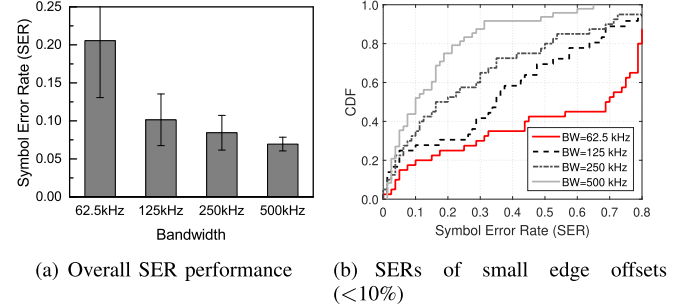 0.25
0.20
0.15
0.10
0.05
0.00
Symbol Error Rate (SER)
62.5kHz 125kHz 250kHz 500kHz
Bandwidth
(a) Overall SER performance
1.0
0.8
0.6
0.4
0.2
0.0
CDF
BW=62.5 kHz
BW=125 kHz
BW=250 kHz
BW=500 kHz
0 0.1 0.2 0.3 0.4 0.5 0.6 0.7 0.8
Symbol Error Rate (SER)
(b) SERs of small edge offsets
(<10%)